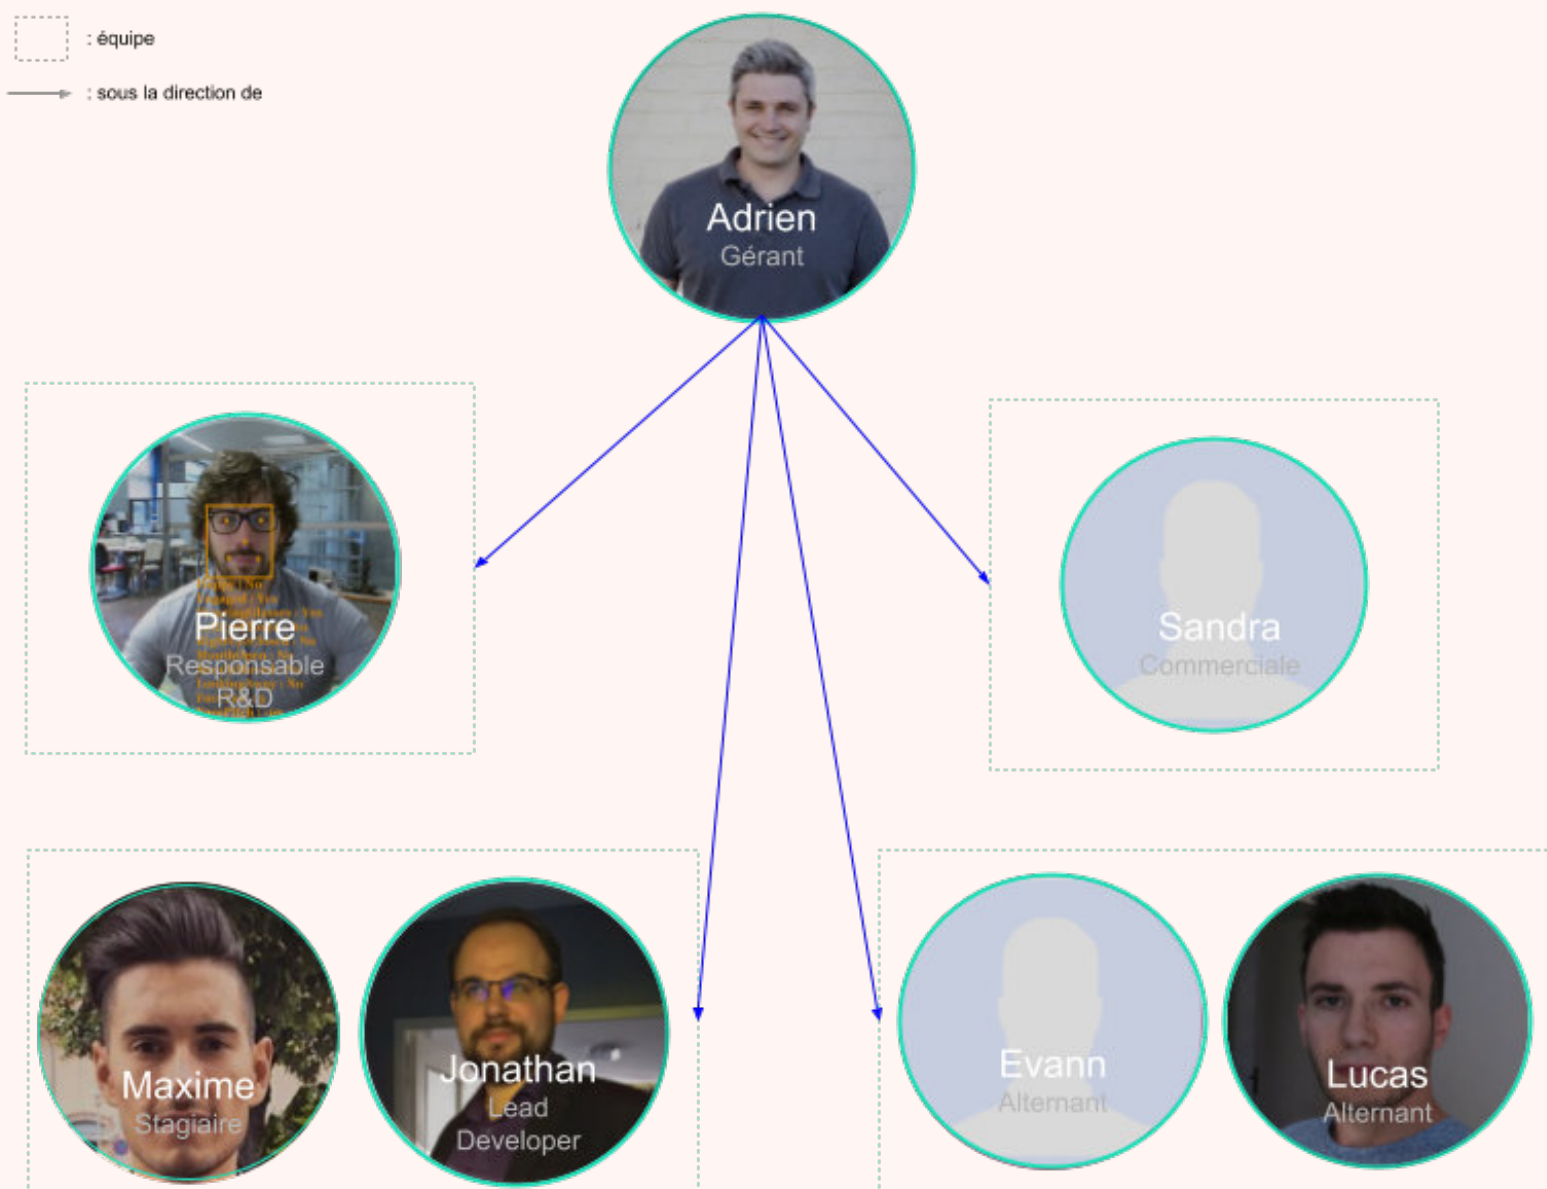 : équipe
: sous la direction de
Adrien
Gérant
Pierre
Responsable
R&D
Sandra
Commerciale
Maxime
Stagiaire
Jonathan
Lead
Developer
Evann
Alternant
Lucas
Alternant